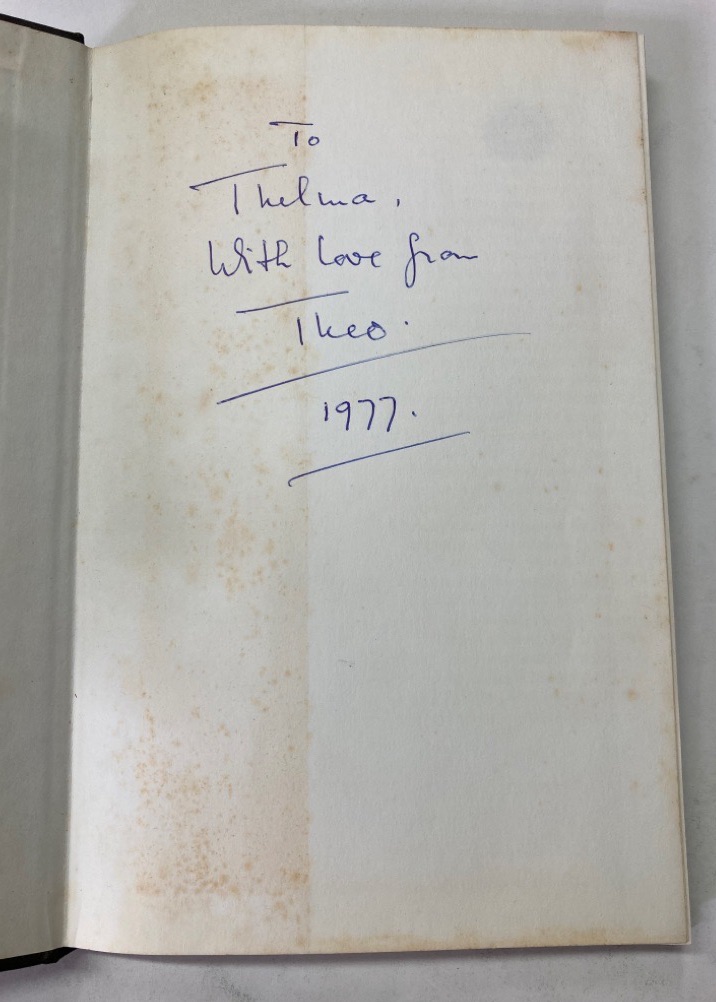 To
Thelma,
With love from
Theo.
1977.